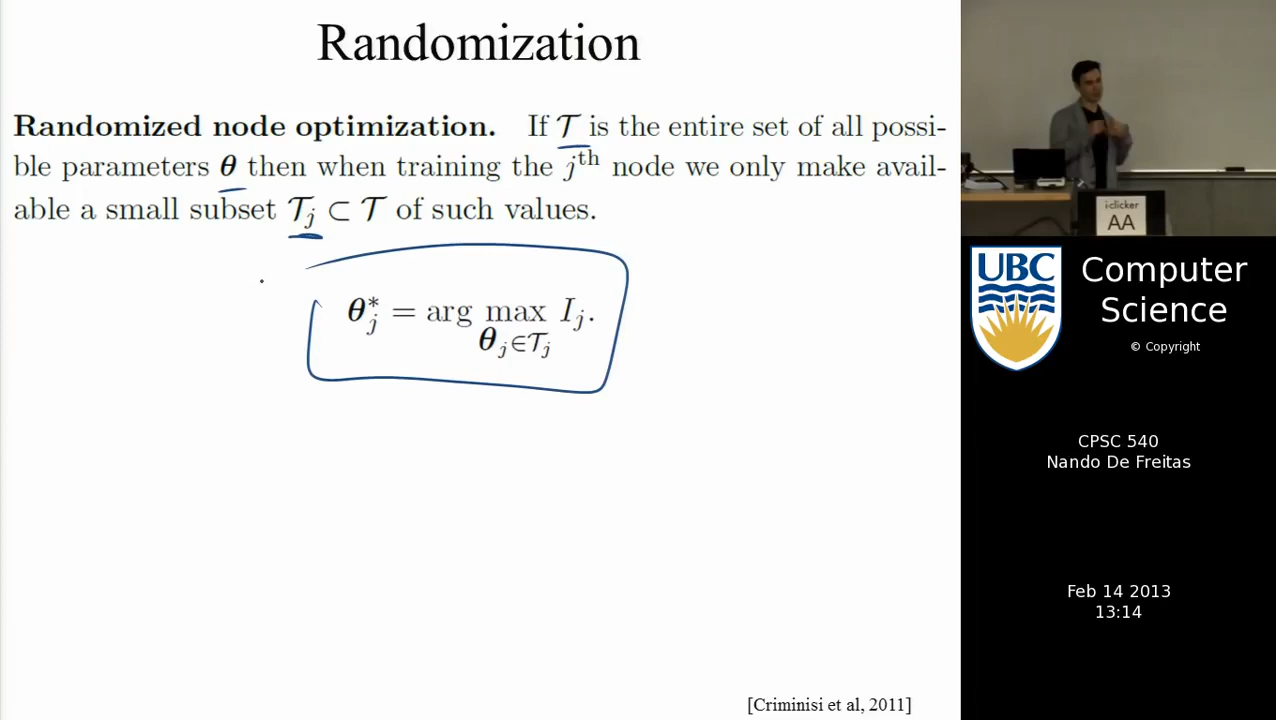 Randomization
Randomized node optimization. If 𝒯 is the entire set of all possi-
ble parameters θ then when training the jth node we only make avail-
able a small subset 𝒯j ⊂ 𝒯 of such values.
θ*j = arg max Ij.
θj∈𝒯j
[Criminisi et al, 2011]
i-clicker
AA
UBC
Computer
Science
© Copyright
CPSC 540
Nando De Freitas
Feb 14 2013
13:14